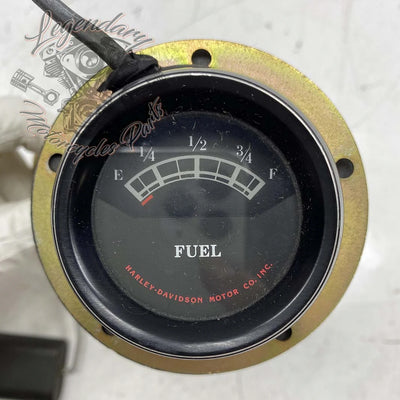 Legendary
Motorcycles Parts
1/4 1/2 3/4
E F
FUEL
HARLEY-DAVIDSON MOTOR CO. INC.